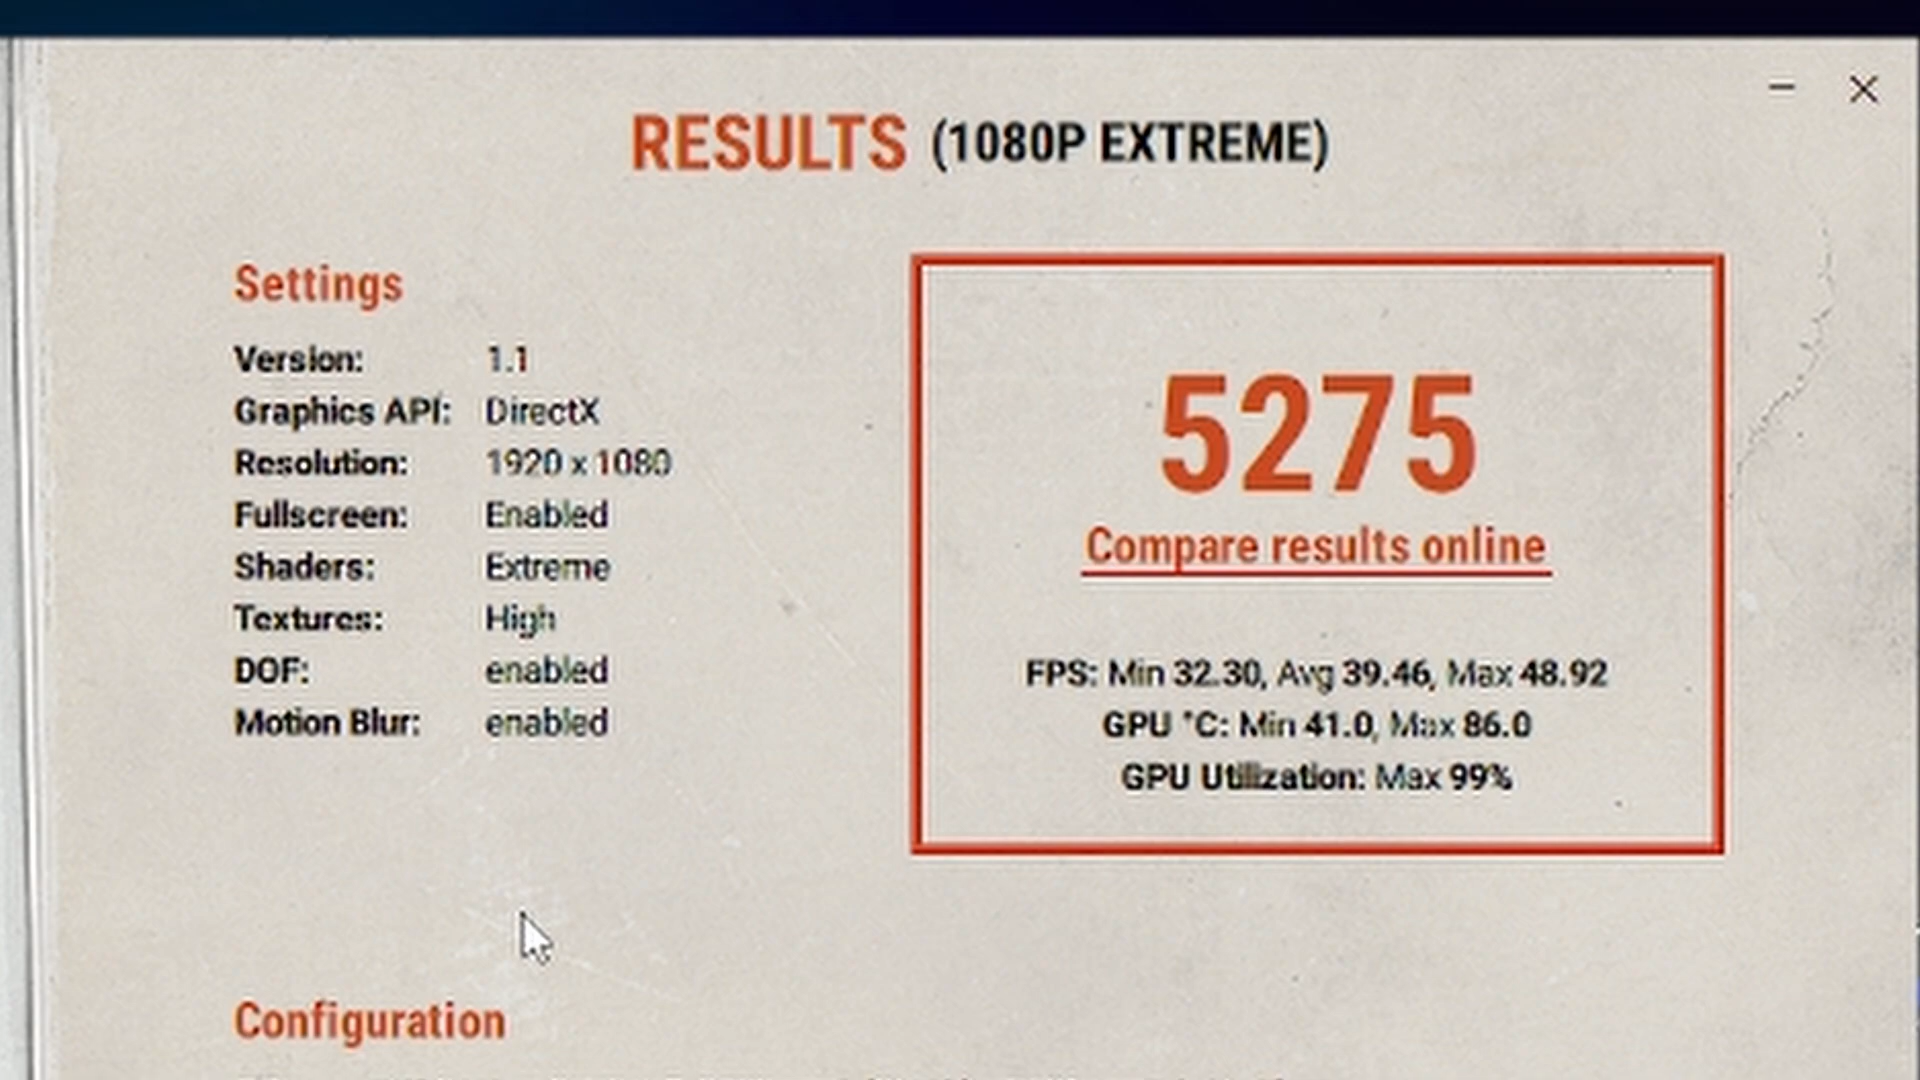 RESULTS (1080P EXTREME)
Settings
Version: 1.1
Graphics API: DirectX
Resolution: 1920 x 1080
Fullscreen: Enabled
Shaders: Extreme
Textures: High
DOF: enabled
Motion Blur: enabled
5275
Compare results online
FPS: Min 32.30, Avg 39.46, Max 48.92
GPU °C: Min 41.0, Max 86.0
GPU Utilization: Max 99%
Configuration